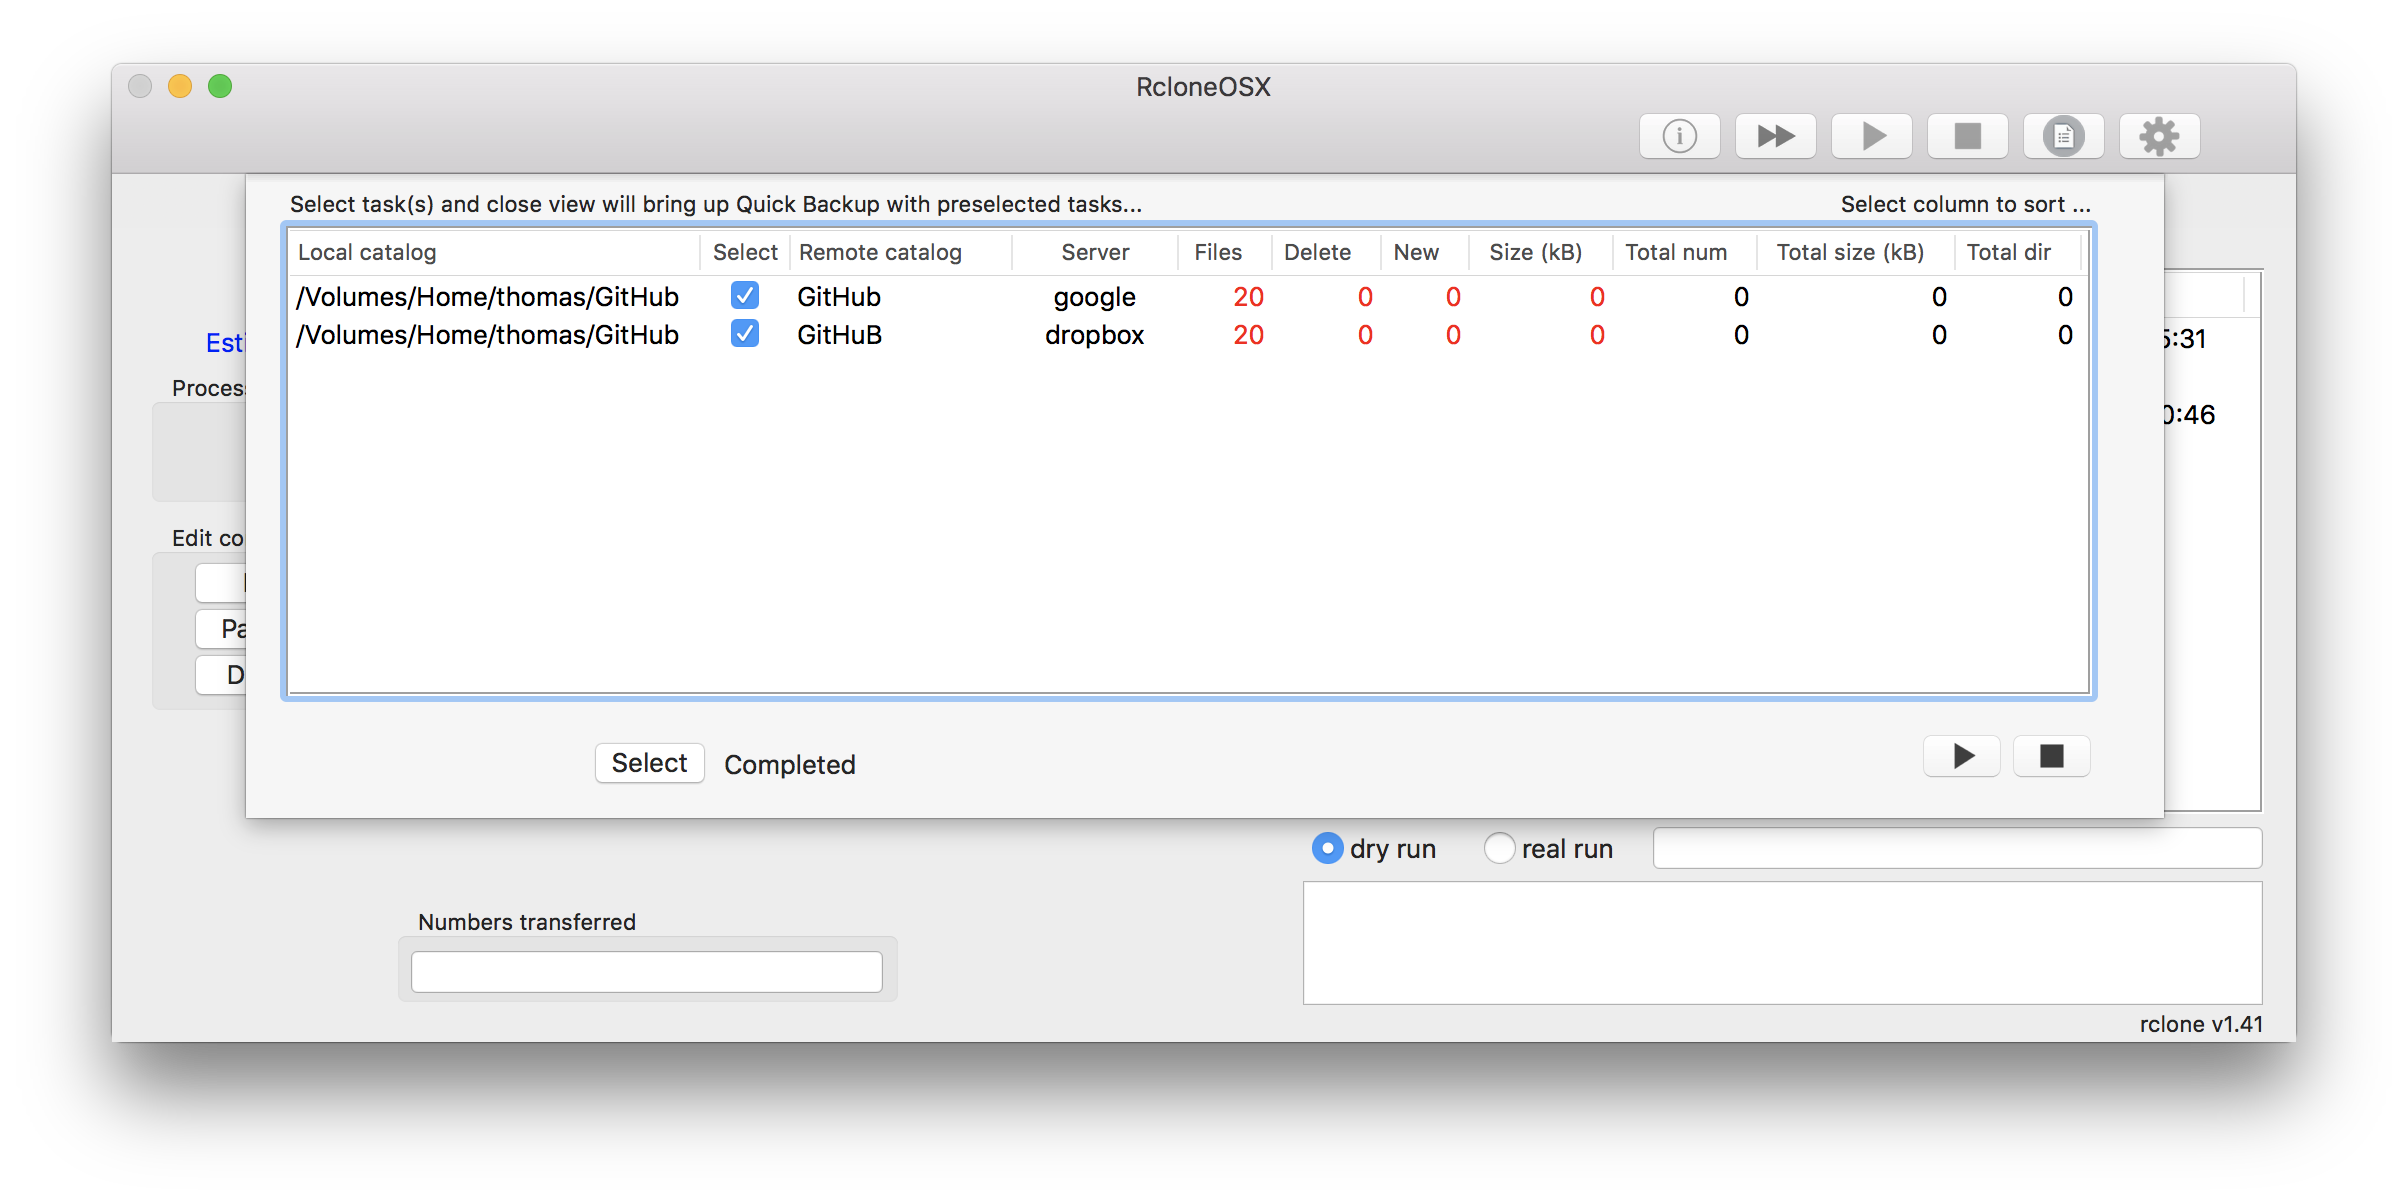 RcloneOSX
Select task(s) and close view will bring up Quick Backup with preselected tasks... Select column to sort ...
Local catalog Select Remote catalog Server Files Delete New Size (kB) Total num Total size (kB) Total dir
/Volumes/Home/thomas/GitHub GitHub google 20 0 0 0 0 0 0
/Volumes/Home/thomas/GitHub GitHuB dropbox 20 0 0 0 0 0 0
5:31
0:46
Edit
Select Completed
dry run real run
Numbers transferred
rclone v1.41